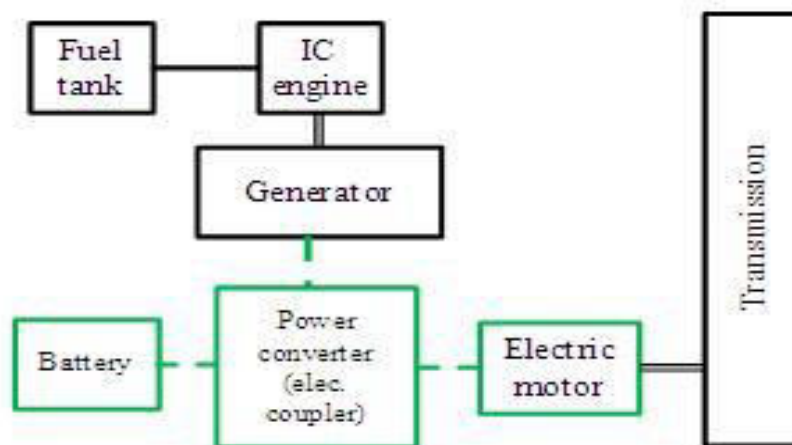 Fuel
tank
IC
engine
Generator
Transmission
Battery
Power
converter
(elec.
coupler)
Electric
motor